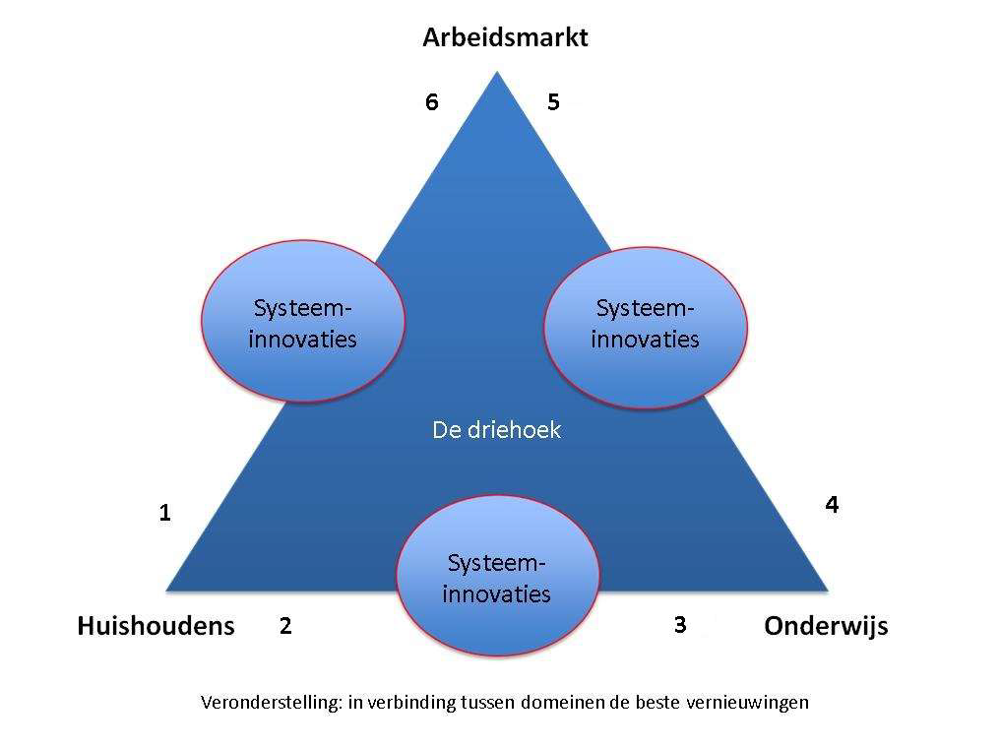 Arbeidsmarkt
6 5
Systeem-
innovaties
Systeem-
innovaties
De driehoek
1
4
Systeem-
innovaties
Huishoudens 2 3 Onderwijs
Veronderstelling: in verbinding tussen domeinen de beste vernieuwingen